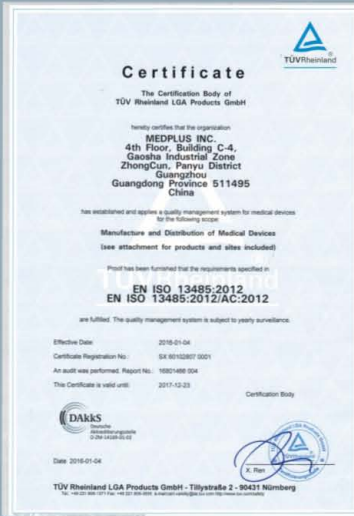 TÜVRheinland
Certificate
The Certification Body of
TÜV Rheinland LGA Products GmbH
hereby certifies that the organization
MEDPLUS INC.
4th Floor, Building C-4,
Gaosha Industrial Zone
ZhongCun, Panyu District
Guangzhou
Guangdong Province 511495
China
has established and applies a quality management system for medical devices
for the following scope:
Manufacture and Distribution of Medical Devices
(see attachment for products and sites included)
Proof has been furnished that the requirements specified in
TÜVRheinland
EN ISO 13485:2012
EN ISO 13485:2012/AC:2012
are fulfilled. The quality management system is subject to yearly surveillance.
Effective Date: 2016-01-04
Certificate Registration No.: SX 60102807 0001
An audit was performed. Report No.: 16801466 004
This Certificate is valid until: 2017-12-23
Certification Body
DAkkS
Deutsche
Akkreditierungsstelle
Date 2016-01-04
X. Ren
TÜV Rheinland LGA Products GmbH - Tillystraße 2 - 90431 Nürnberg